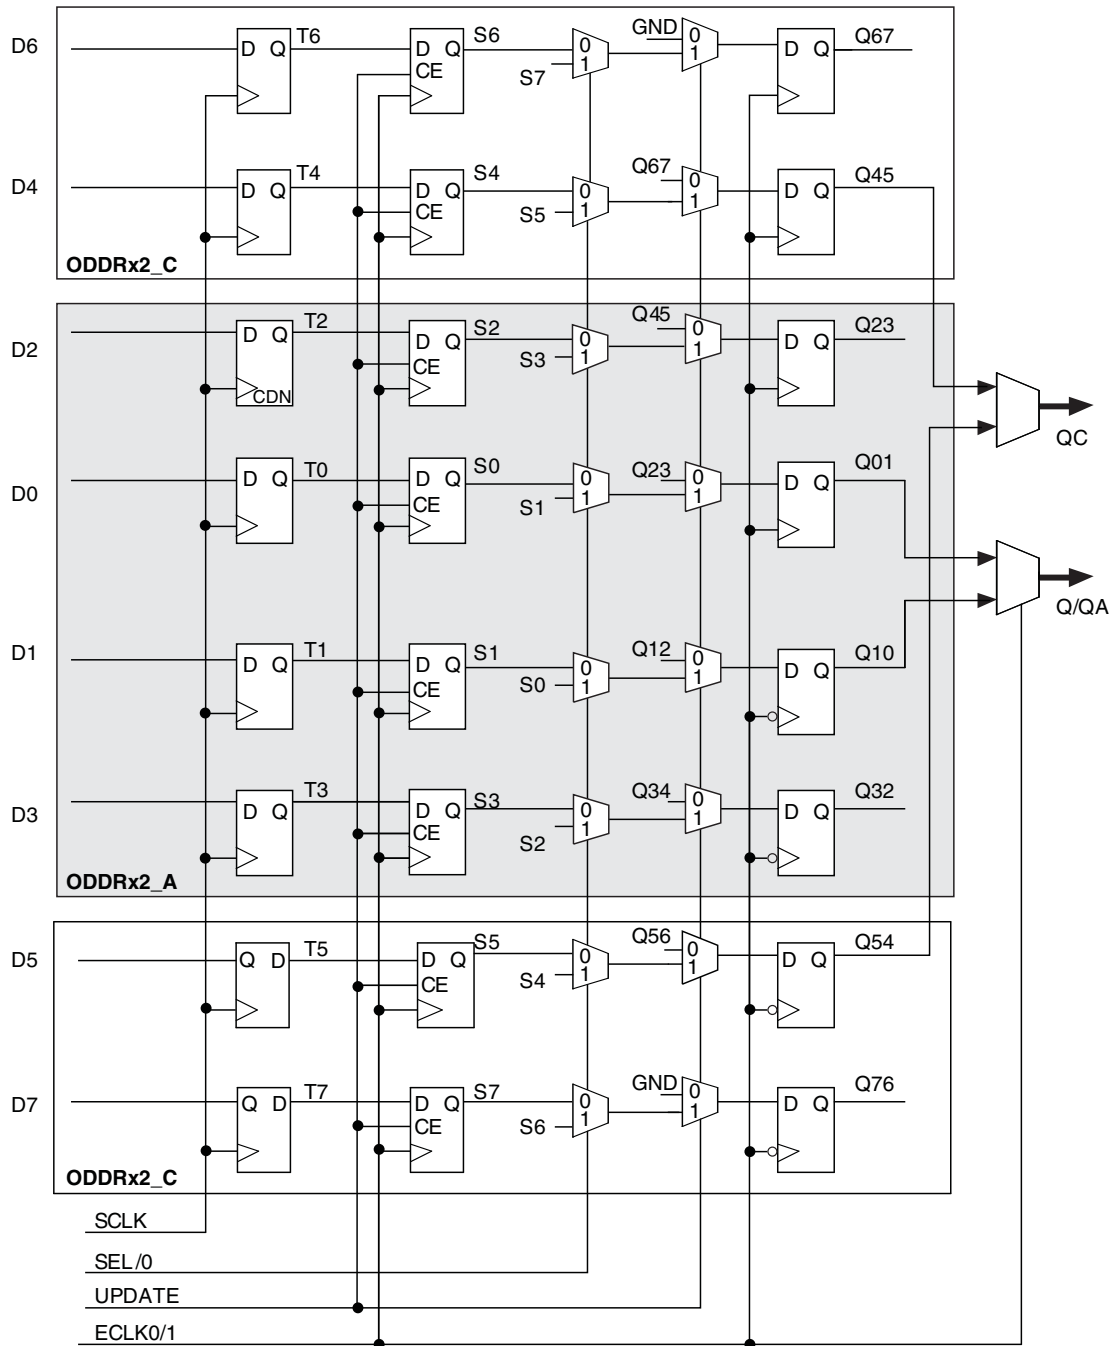 D6 D Q T6 D Q CE S6 0 1 S7 GND 0 1 D Q Q67
D4 D Q T4 D Q CE S4 0 1 S5 Q67 0 1 D Q Q45
ODDRx2_C
D2 D Q CDN T2 D Q CE S2 0 1 S3 Q45 0 1 D Q Q23
QC
D0 D Q T0 D Q CE S0 0 1 S1 Q23 0 1 D Q Q01
Q/QA
D1 D Q T1 D Q CE S1 0 1 S0 Q12 0 1 D Q Q10
D3 D Q T3 D Q CE S3 0 1 S2 Q34 0 1 D Q Q32
ODDRx2_A
D5 Q D T5 D Q CE S5 0 1 S4 Q56 0 1 D Q Q54
D7 Q D T7 D Q CE S7 0 1 S6 GND 0 1 D Q Q76
ODDRx2_C
SCLK
SEL/0
UPDATE
ECLK0/1